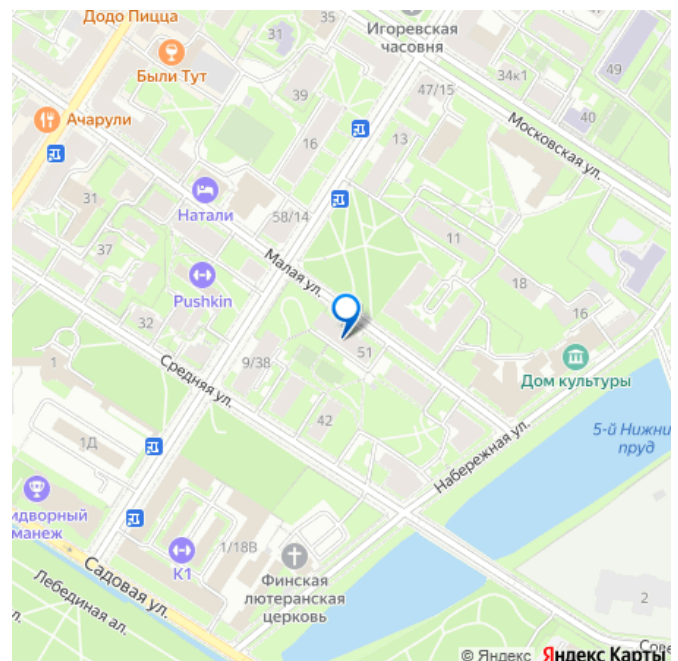 Додо Пицца
35
31
Игоревская
часовня
Были Тут
49
34к1
47/15
39
40
Ачарули
16
13
Московская ул.
31
Натали
58/14
11
37
Малая ул.
18
Pushkin
16
32
51
9/38
Дом культуры
1
Средняя ул.
42
5-й Нижни
пруд
1Д
Набережная ул.
идворный
манеж
1/18В
К1
Садовая ул.
Финская
лютеранская
церковь
Лебединая ал.
2
л.
Сове
© Яндекс Яндекс Карты